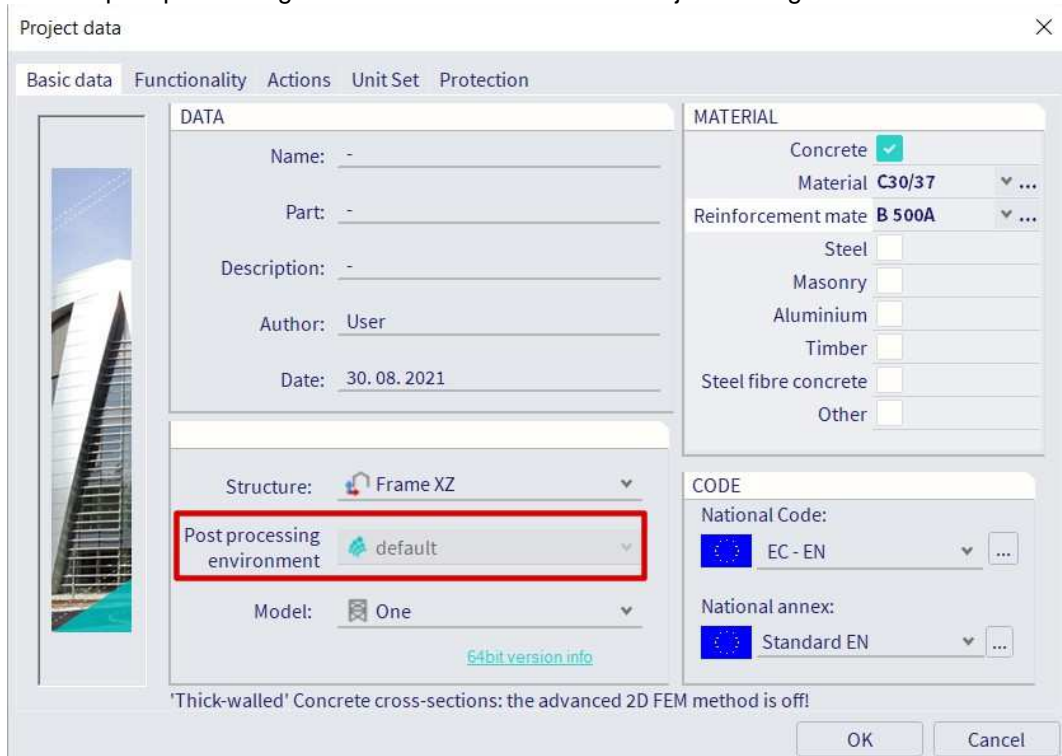 Project data
Basic data Functionality Actions Unit Set Protection
DATA
Name: -
Part: -
Description: -
Author: User
Date: 30. 08. 2021
Structure: Frame XZ
Post processing
environment
default
Model: One
64bit version info
MATERIAL
Concrete
Material C30/37 ...
Reinforcement mate B 500A ...
Steel
Masonry
Aluminium
Timber
Steel fibre concrete
Other
CODE
National Code:
EC - EN ...
National annex:
Standard EN ...
'Thick-walled' Concrete cross-sections: the advanced 2D FEM method is off!
OK Cancel